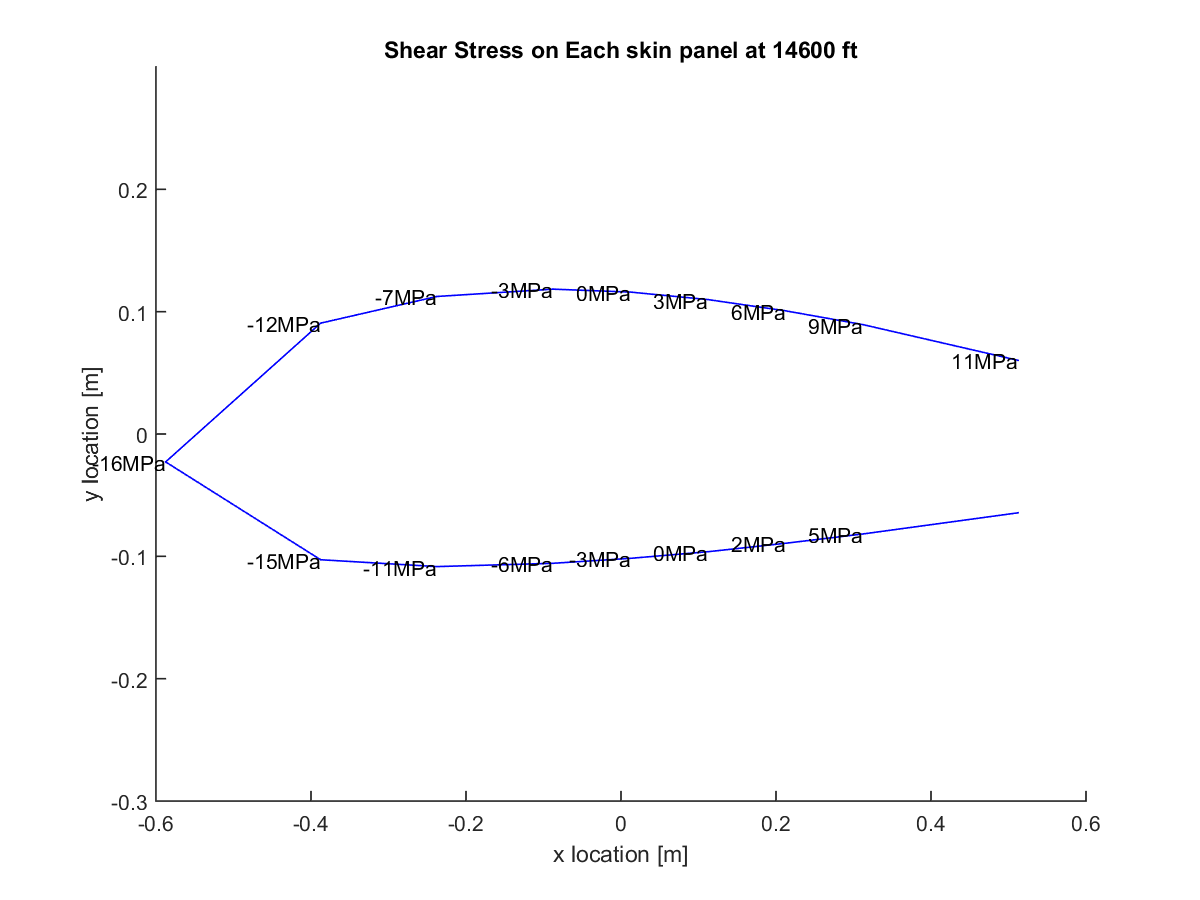 Shear Stress on Each skin panel at 14600 ft
0.2
0.1
0
-0.1
-0.2
-0.3
y location [m]
-12MPa
-7MPa
-3MPa
0MPa
3MPa
6MPa
9MPa
11MPa
-16MPa
-15MPa
-11MPa
-6MPa
-3MPa
0MPa
2MPa
5MPa
-0.6
-0.4
-0.2
0
0.2
0.4
0.6
x location [m]